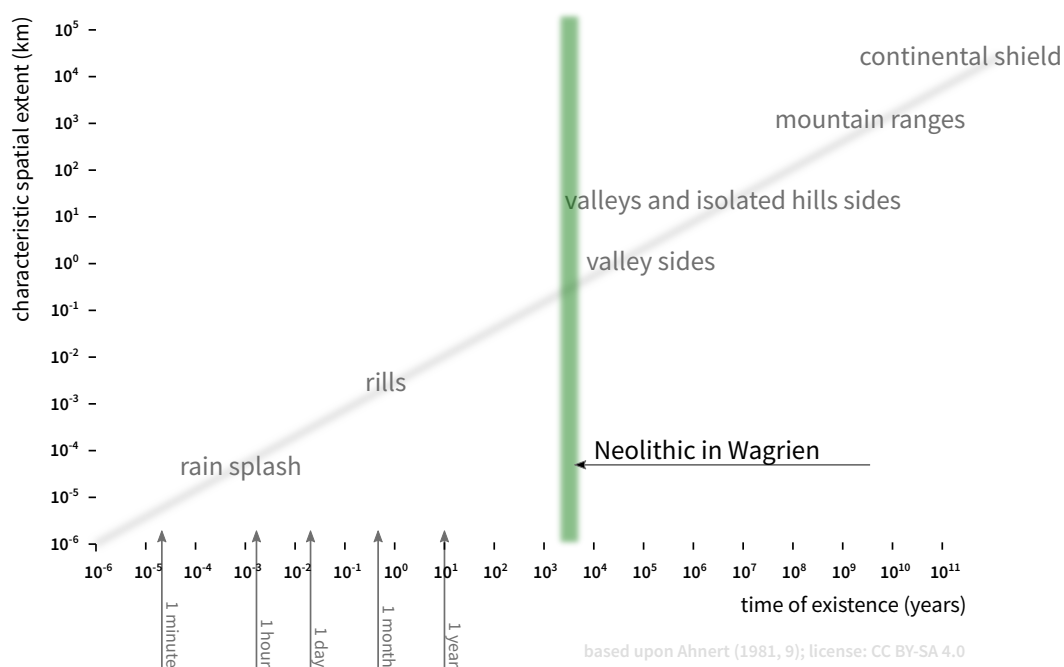 characteristic spatial extent (km)
10⁵
10⁴
10³
10²
10¹
10⁰
10⁻¹
10⁻²
10⁻³
10⁻⁴
10⁻⁵
10⁻⁶
continental shield
mountain ranges
valleys and isolated hills sides
valley sides
rills
rain splash
Neolithic in Wagrien
10⁻⁶ 10⁻⁵ 10⁻⁴ 10⁻³ 10⁻² 10⁻¹ 10⁰ 10¹ 10² 10³ 10⁴ 10⁵ 10⁶ 10⁷ 10⁸ 10⁹ 10¹⁰ 10¹¹
time of existence (years)
1 minute
1 hour
1 day
1 month
1 year
based upon Ahnert (1981, 9); license: CC BY-SA 4.0